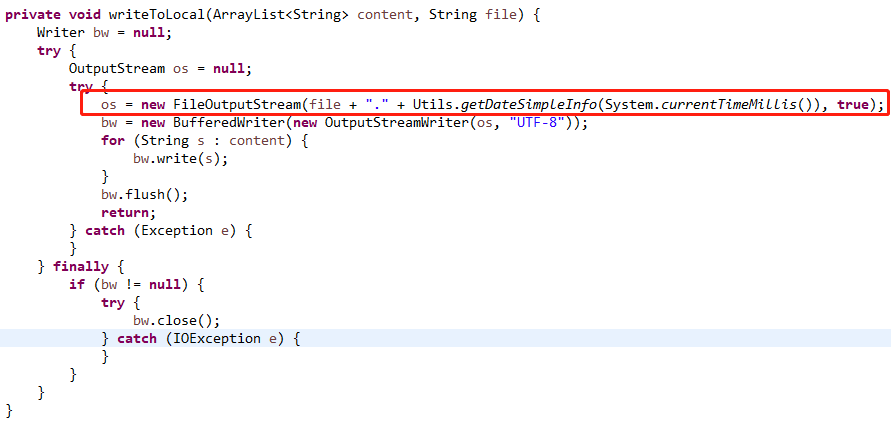 private void writeToLocal(ArrayList<String> content, String file) {
    Writer bw = null;
    try {
        OutputStream os = null;
        try {
            os = new FileOutputStream(file + "." + Utils.getDateSimpleInfo(System.currentTimeMillis()), true);
            bw = new BufferedWriter(new OutputStreamWriter(os, "UTF-8"));
            for (String s : content) {
                bw.write(s);
            }
            bw.flush();
            return;
        } catch (Exception e) {
        }
    } finally {
        if (bw != null) {
            try {
                bw.close();
            } catch (IOException e) {
            }
        }
    }
}